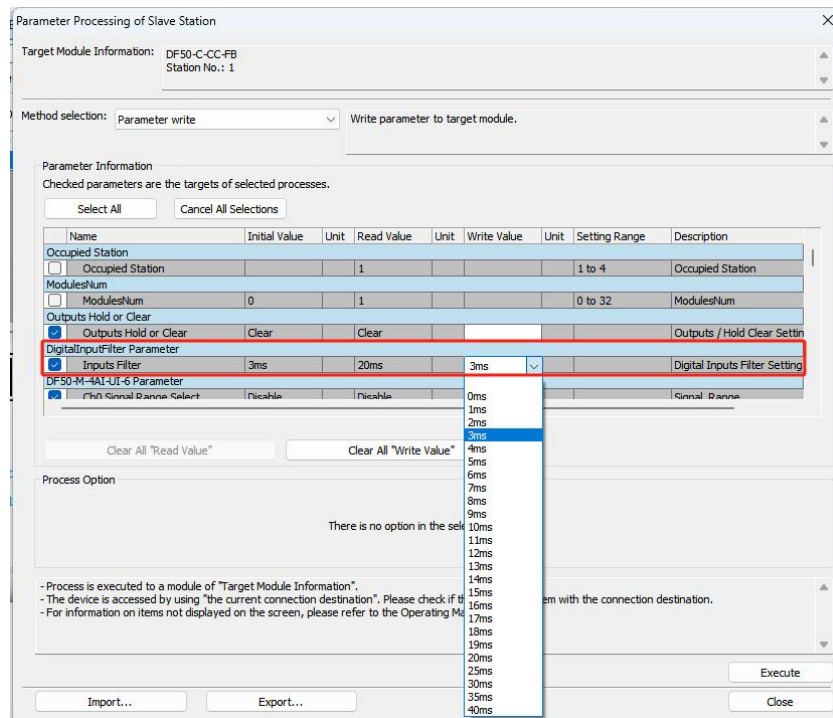 Parameter Processing of Slave Station
Target Module Information:
DF50-C-CC-FB
Station No.: 1
Method selection: Parameter write
Write parameter to target module.
Parameter Information
Checked parameters are the targets of selected processes.
Select All Cancel All Selections
Name Initial Value Unit Read Value Unit Write Value Unit Setting Range Description
Occupied Station
Occupied Station 1 1 to 4 Occupied Station
ModulesNum
ModulesNum 0 1 0 to 32 ModulesNum
Outputs Hold or Clear
Outputs Hold or Clear Clear Clear Outputs / Hold Clear Settin
DigitalInputFilter Parameter
Inputs Filter 3ms 20ms 3ms Digital Inputs Filter Setting
DF50-M-4AI-UI-6 Parameter
Ch0 Signal Range Select Disable Disable Signal Range
0ms
1ms
2ms
3ms
4ms
5ms
6ms
7ms
8ms
9ms
10ms
11ms
12ms
13ms
14ms
15ms
16ms
17ms
18ms
19ms
20ms
25ms
30ms
35ms
40ms
Clear All "Read Value" Clear All "Write Value"
Process Option
There is no option in the sele
- Process is executed to a module of "Target Module Information".
- The device is accessed by using "the current connection destination". Please check if th em with the connection destination.
- For information on items not displayed on the screen, please refer to the Operating Ma
Execute
Import... Export... Close